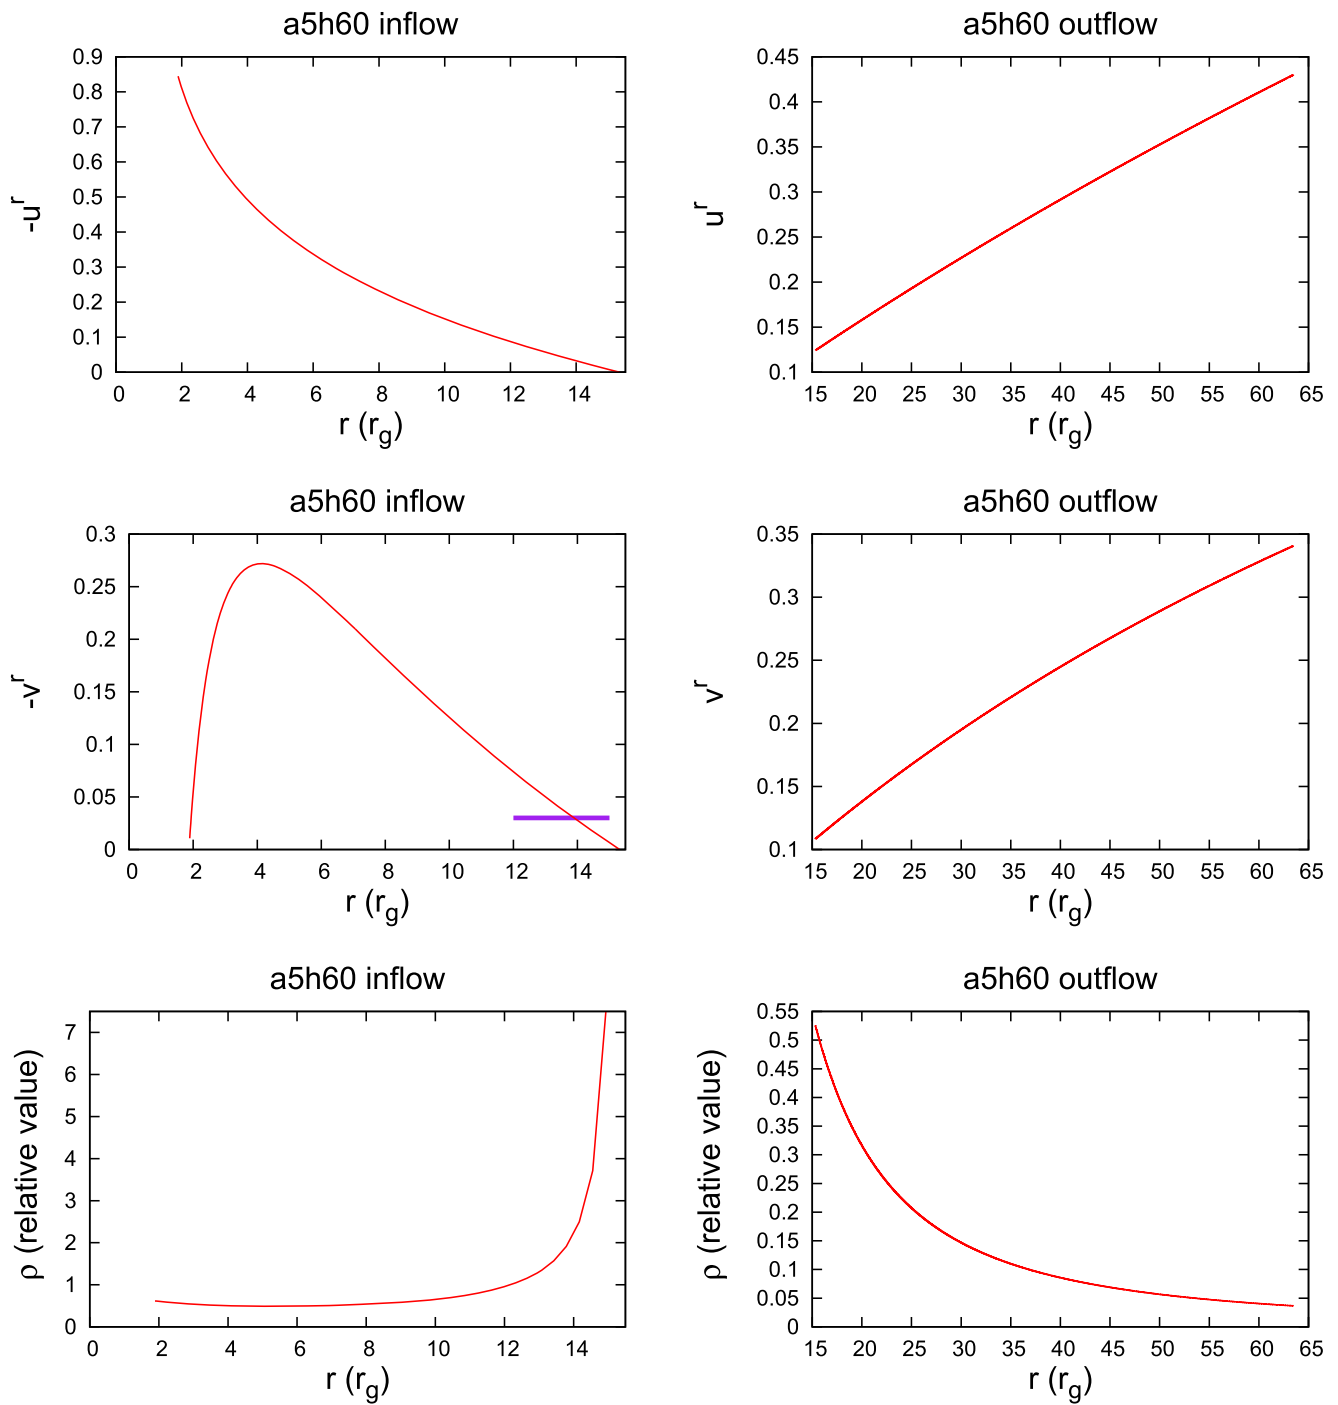 a5h60 inflow
0.9
0.8
0.7
0.6
0.5
0.4
0.3
0.2
0.1
0
-u^r
0 2 4 6 8 10 12 14
r (r_g)
a5h60 outflow
0.45
0.4
0.35
0.3
0.25
0.2
0.15
0.1
u^r
15 20 25 30 35 40 45 50 55 60 65
r (r_g)
a5h60 inflow
0.3
0.25
0.2
0.15
0.1
0.05
0
-v^r
0 2 4 6 8 10 12 14
r (r_g)
a5h60 outflow
0.35
0.3
0.25
0.2
0.15
0.1
v^r
15 20 25 30 35 40 45 50 55 60 65
r (r_g)
a5h60 inflow
7
6
5
4
3
2
1
0
ρ (relative value)
0 2 4 6 8 10 12 14
r (r_g)
a5h60 outflow
0.55
0.5
0.45
0.4
0.35
0.3
0.25
0.2
0.15
0.1
0.05
0
ρ (relative value)
15 20 25 30 35 40 45 50 55 60 65
r (r_g)